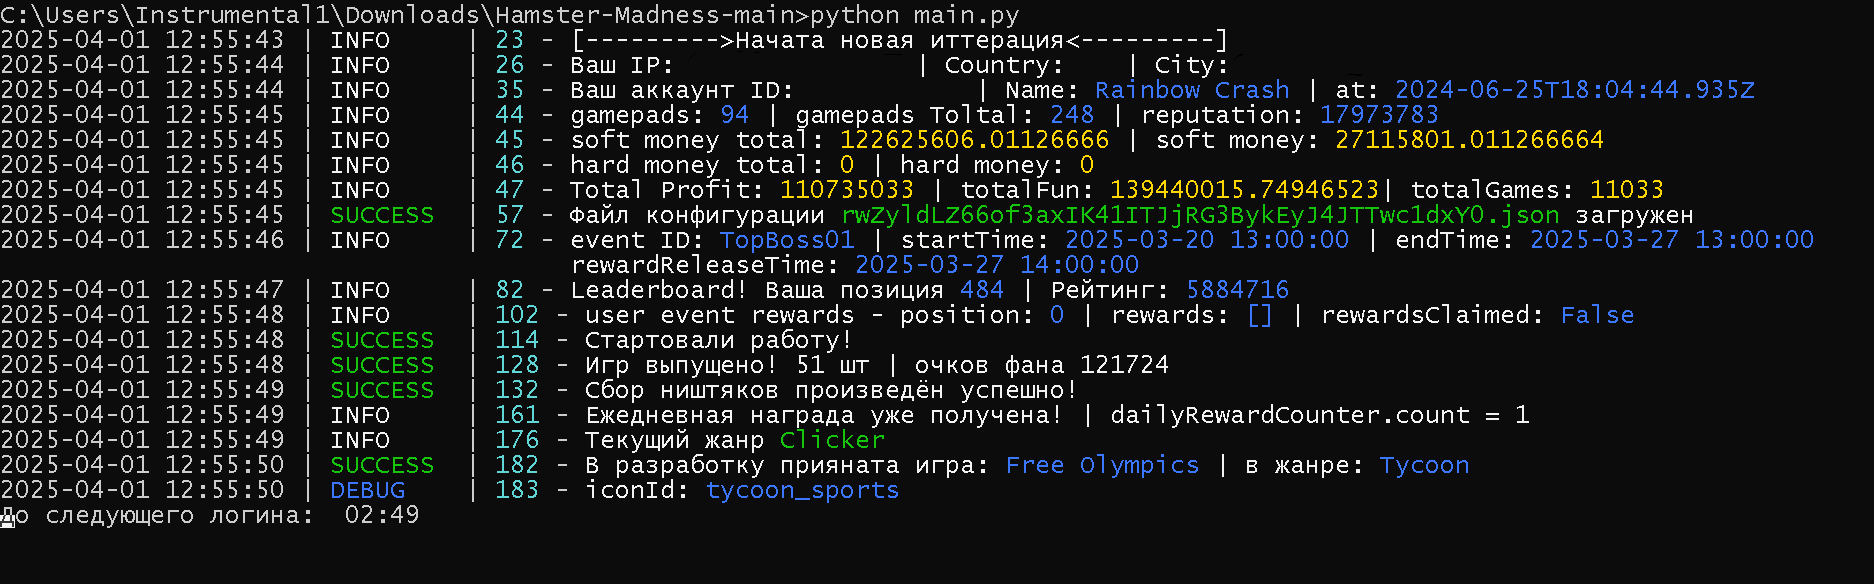 C:\Users\Instrumental1\Downloads\Hamster-Madness-main>python main.py
2025-04-01 12:55:43 | INFO     | 23 - [--------->Начата новая иттерация<---------]
2025-04-01 12:55:44 | INFO     | 26 - Ваш IP:                | Country:    | City:
2025-04-01 12:55:44 | INFO     | 35 - Ваш аккаунт ID:            | Name: Rainbow Crash | at: 2024-06-25T18:04:44.935Z
2025-04-01 12:55:45 | INFO     | 44 - gamepads: 94 | gamepads Toltal: 248 | reputation: 17973783
2025-04-01 12:55:45 | INFO     | 45 - soft money total: 122625606.01126666 | soft money: 27115801.011266664
2025-04-01 12:55:45 | INFO     | 46 - hard money total: 0 | hard money: 0
2025-04-01 12:55:45 | INFO     | 47 - Total Profit: 110735033 | totalFun: 139440015.74946523| totalGames: 11033
2025-04-01 12:55:45 | SUCCESS  | 57 - Файл конфигурации rwZyldLZ66of3axIK41ITJjRG3BykEyJ4JTTwc1dxY0.json загружен
2025-04-01 12:55:46 | INFO     | 72 - event ID: TopBoss01 | startTime: 2025-03-20 13:00:00 | endTime: 2025-03-27 13:00:00
rewardReleaseTime: 2025-03-27 14:00:00
2025-04-01 12:55:47 | INFO     | 82 - Leaderboard! Ваша позиция 484 | Рейтинг: 5884716
2025-04-01 12:55:48 | INFO     | 102 - user event rewards - position: 0 | rewards: [] | rewardsClaimed: False
2025-04-01 12:55:48 | SUCCESS  | 114 - Стартовали работу!
2025-04-01 12:55:48 | SUCCESS  | 128 - Игр выпущено! 51 шт | очков фана 121724
2025-04-01 12:55:49 | SUCCESS  | 132 - Сбор ништяков произведён успешно!
2025-04-01 12:55:49 | INFO     | 161 - Ежедневная награда уже получена! | dailyRewardCounter.count = 1
2025-04-01 12:55:49 | INFO     | 176 - Текущий жанр Clicker
2025-04-01 12:55:50 | SUCCESS  | 182 - В разработку прияната игра: Free Olympics | в жанре: Tycoon
2025-04-01 12:55:50 | DEBUG    | 183 - iconId: tycoon_sports
До следующего логина:  02:49